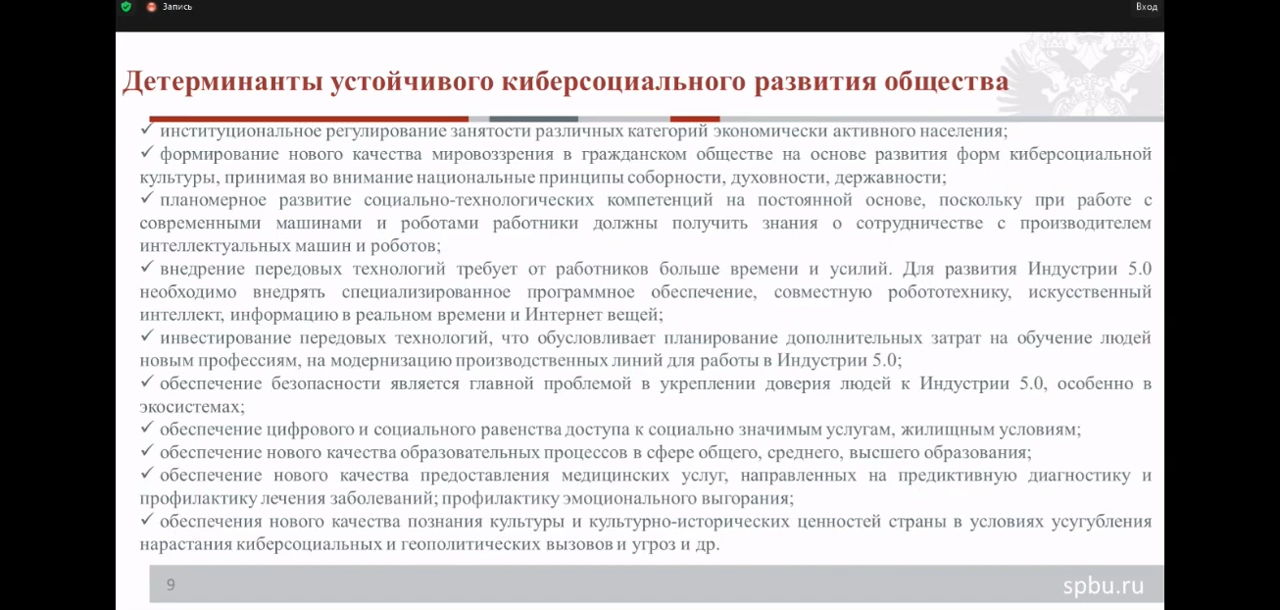 Запись
Вход
Детерминанты устойчивого киберсоциального развития общества
✓ институциональное регулирование занятости различных категорий экономически активного населения;
✓ формирование нового качества мировоззрения в гражданском обществе на основе развития форм киберсоциальной
культуры, принимая во внимание национальные принципы соборности, духовности, державности;
✓ планомерное развитие социально-технологических компетенций на постоянной основе, поскольку при работе с
современными машинами и роботами работники должны получить знания о сотрудничестве с производителем
интеллектуальных машин и роботов;
✓ внедрение передовых технологий требует от работников больше времени и усилий. Для развития Индустрии 5.0
необходимо внедрять специализированное программное обеспечение, совместную робототехнику, искусственный
интеллект, информацию в реальном времени и Интернет вещей;
✓ инвестирование передовых технологий, что обусловливает планирование дополнительных затрат на обучение людей
новым профессиям, на модернизацию производственных линий для работы в Индустрии 5.0;
✓ обеспечение безопасности является главной проблемой в укреплении доверия людей к Индустрии 5.0, особенно в
экосистемах;
✓ обеспечение цифрового и социального равенства доступа к социально значимым услугам, жилищным условиям;
✓ обеспечение нового качества образовательных процессов в сфере общего, среднего, высшего образования;
✓ обеспечение нового качества предоставления медицинских услуг, направленных на предиктивную диагностику и
профилактику лечения заболеваний; профилактику эмоционального выгорания;
✓ обеспечения нового качества познания культуры и культурно-исторических ценностей страны в условиях усугубления
нарастания киберсоциальных и геополитических вызовов и угроз и др.
9
spbu.ru